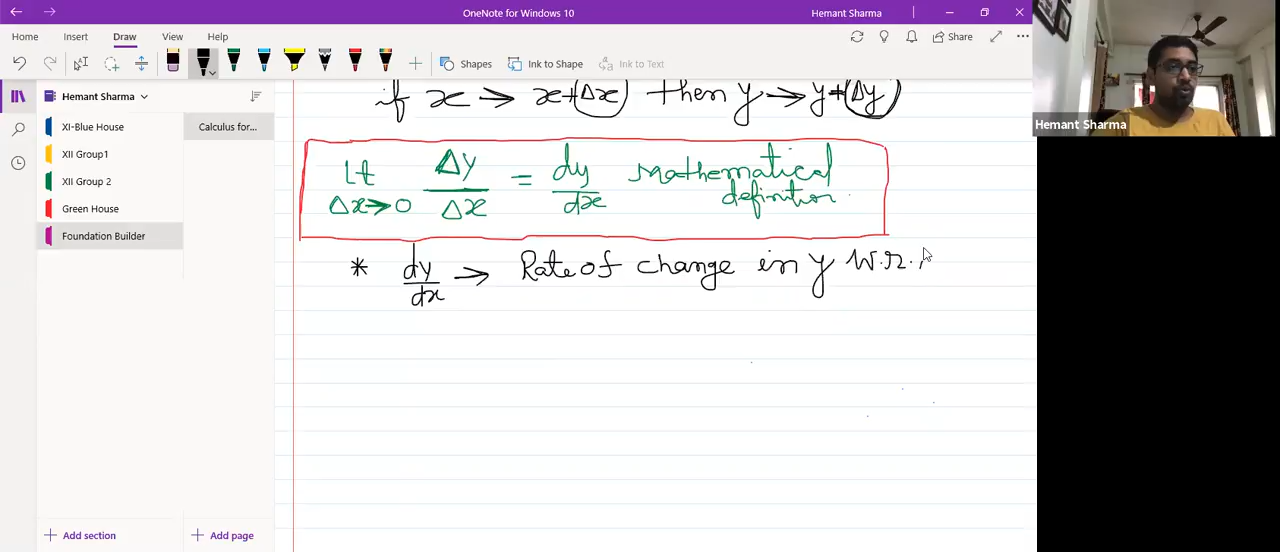 OneNote for Windows 10
Hemant Sharma
Home
Insert
Draw
View
Help
Share
Shapes
Ink to Shape
Ink to Text
Hemant Sharma
XI-Blue House
XII Group1
XII Group 2
Green House
Foundation Builder
Calculus for...
Add section
Add page
if x → x+Δx then y → y+Δy
Lt Δx→0 Δy/Δx = dy/dx Mathematical
definition.
* dy/dx → Rate of change in y w.r.
Hemant Sharma